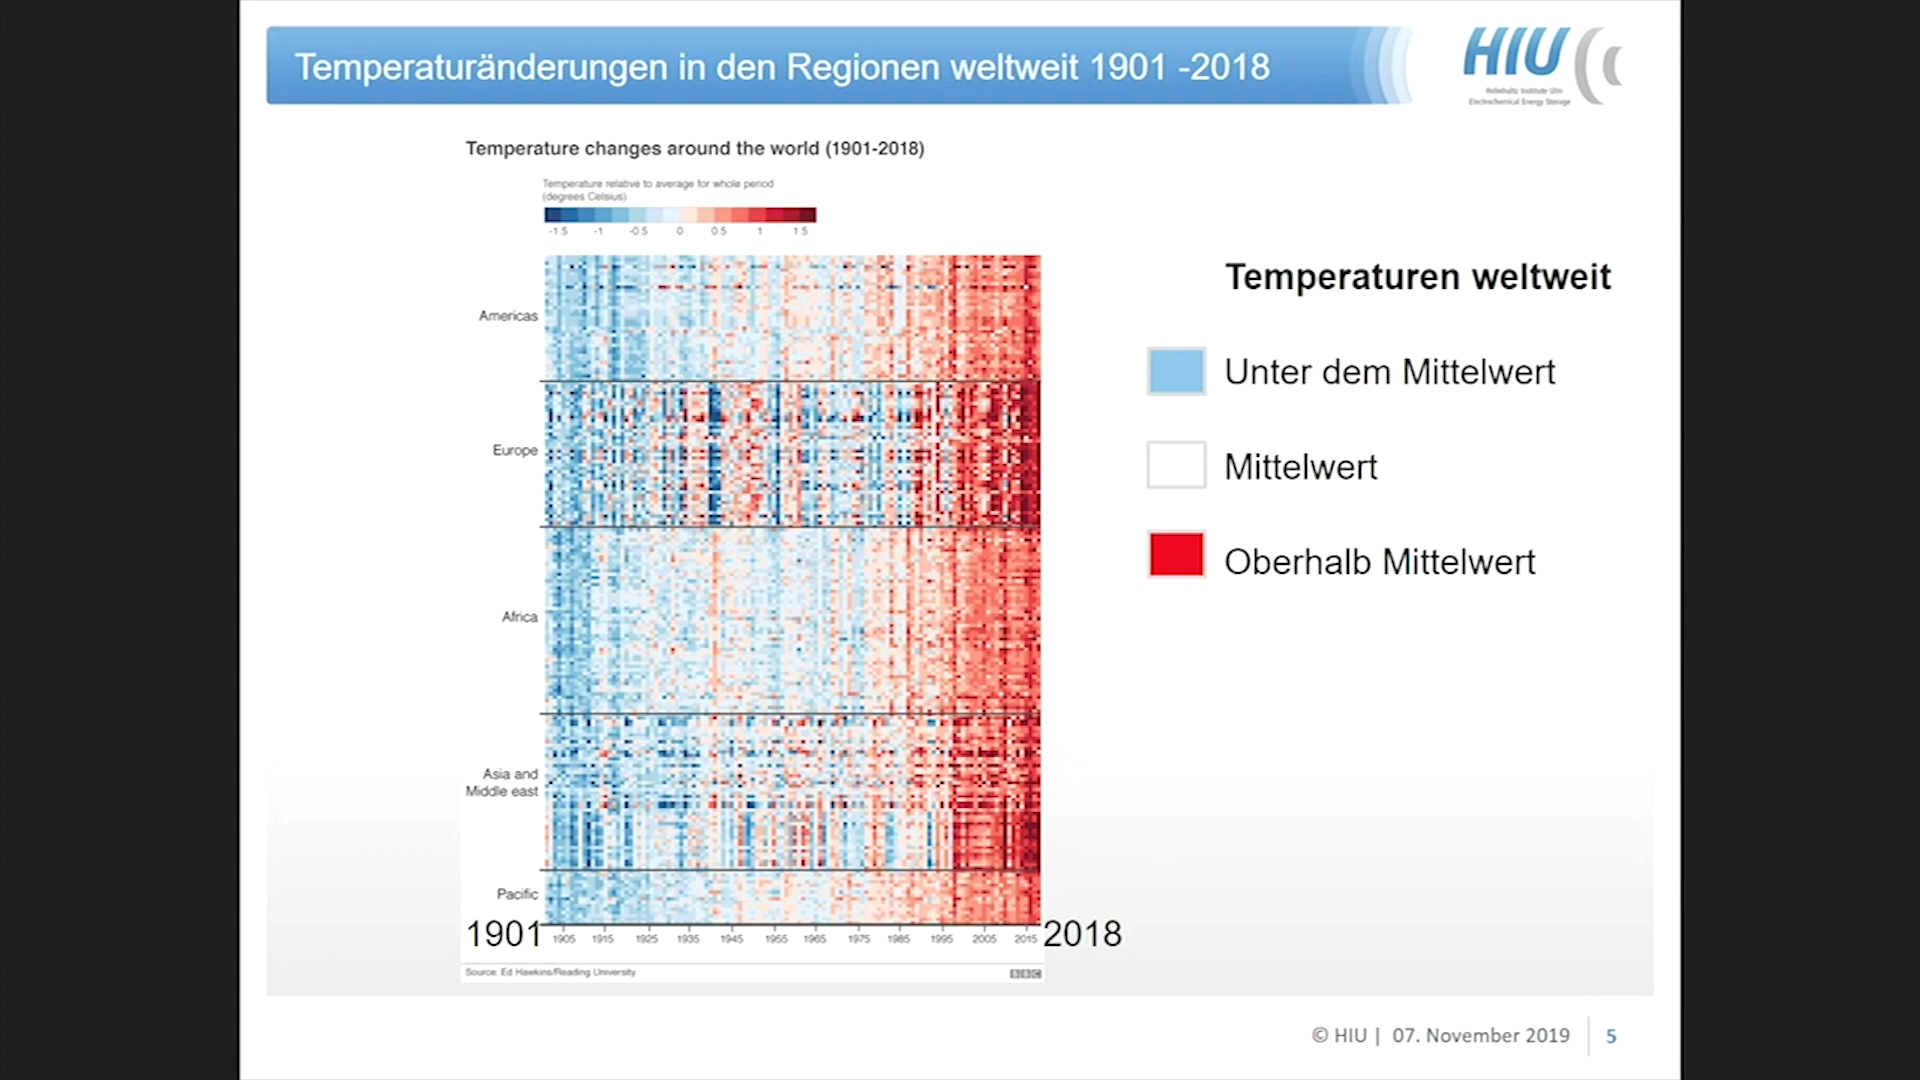 Temperaturänderungen in den Regionen weltweit 1901 -2018
HIU
Helmholtz Institute Ulm
Electrochemical Energy Storage
Temperature changes around the world (1901-2018)
Temperature relative to average for whole period
(degrees Celsius)
-1.5 -1 -0.5 0 0.5 1 1.5
Americas
Europe
Africa
Asia and
Middle east
Pacific
1901 1905 1915 1925 1935 1945 1955 1965 1975 1985 1995 2005 2015 2018
Source: Ed Hawkins/Reading University
BBC
Temperaturen weltweit
Unter dem Mittelwert
Mittelwert
Oberhalb Mittelwert
© HIU | 07. November 2019 5